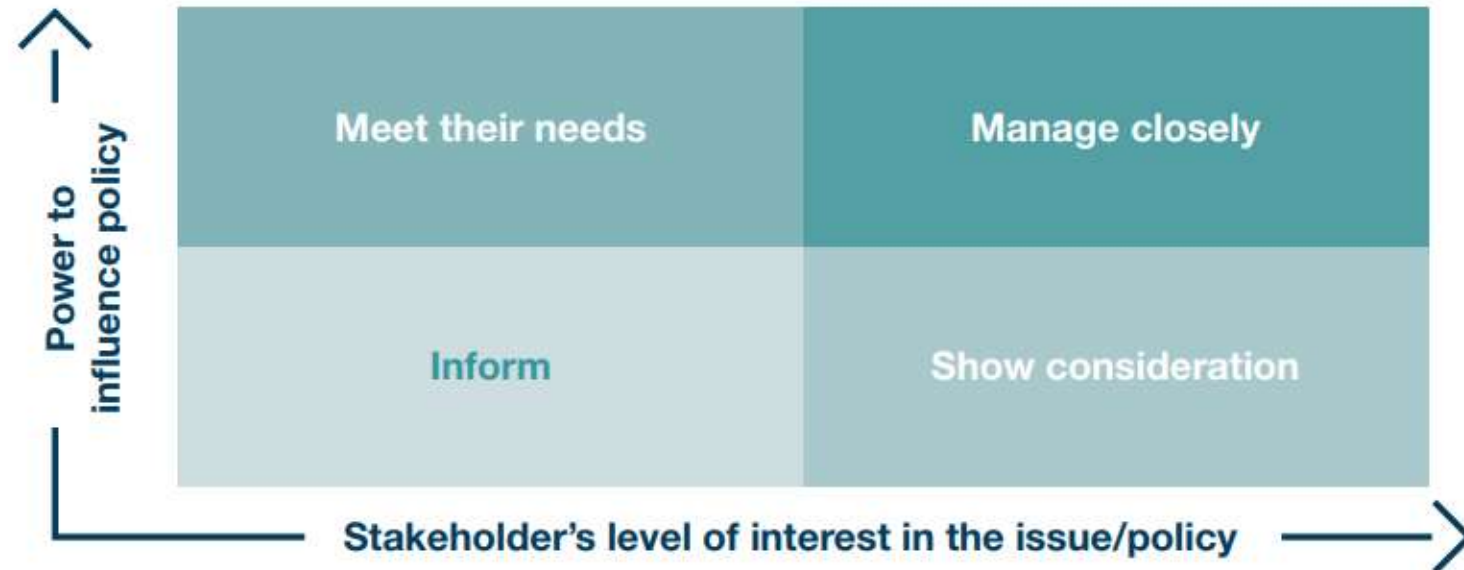 Power to
influence policy
Meet their needs
Manage closely
Inform
Show consideration
Stakeholder’s level of interest in the issue/policy